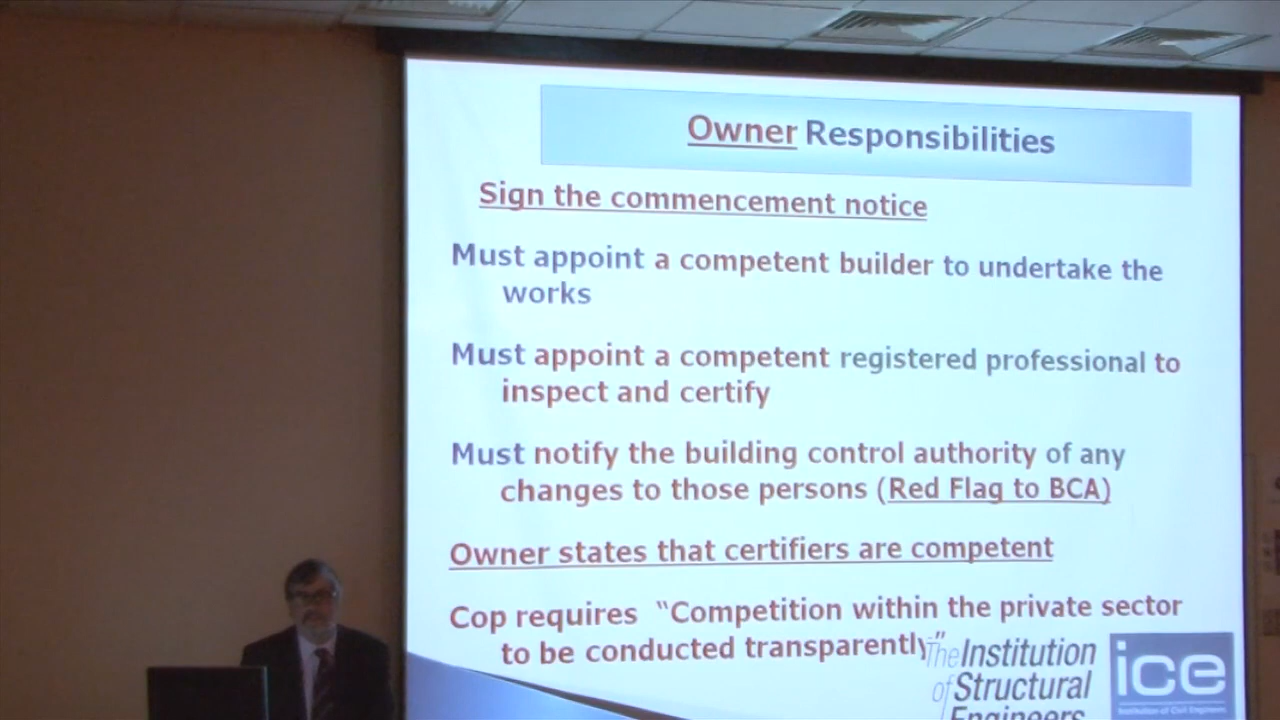 Owner Responsibilities
Sign the commencement notice
Must appoint a competent builder to undertake the
works
Must appoint a competent registered professional to
inspect and certify
Must notify the building control authority of any
changes to those persons (Red Flag to BCA)
Owner states that certifiers are competent
Cop requires “Competition within the private sector
to be conducted transparently”
The Institution
of Structural
Engineers
ice
Institution of Civil Engineers